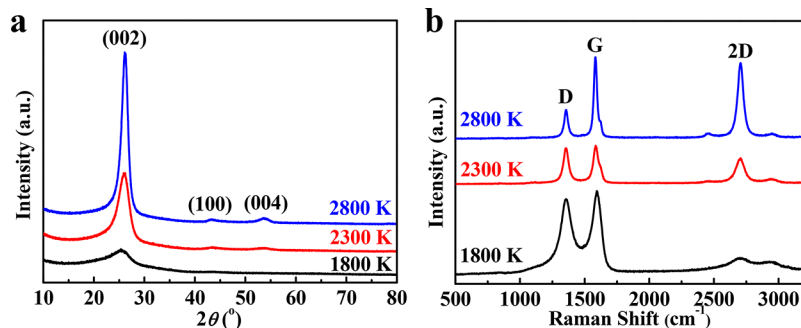 a
(002)
(100)
(004)
2800 K
2300 K
1800 K
Intensity (a.u.)
10 20 30 40 50 60 70 80
2θ (°)
b
D
G
2D
2800 K
2300 K
1800 K
Intensity (a.u.)
500 1000 1500 2000 2500 3000
Raman Shift (cm⁻¹)